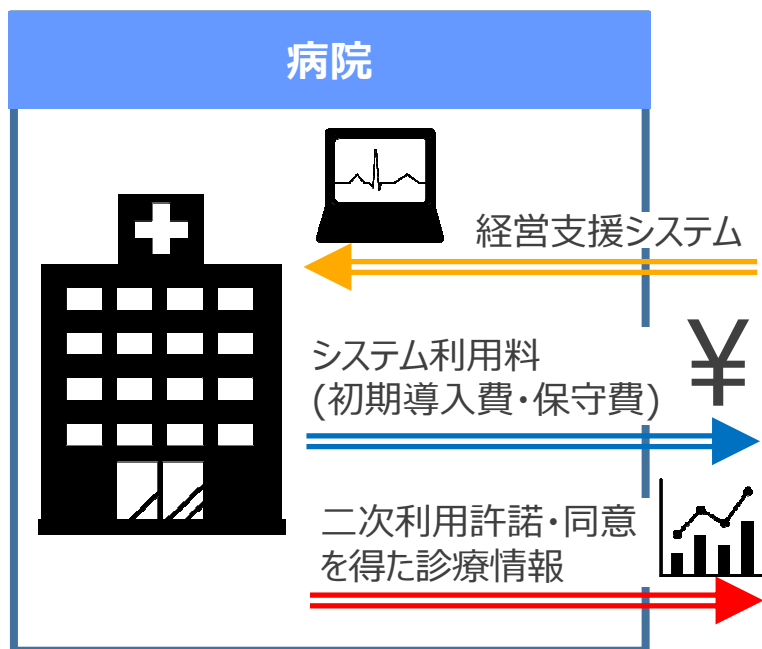 病院
経営支援システム
システム利用料
(初期導入費・保守費)
¥
二次利用許諾・同意
を得た診療情報